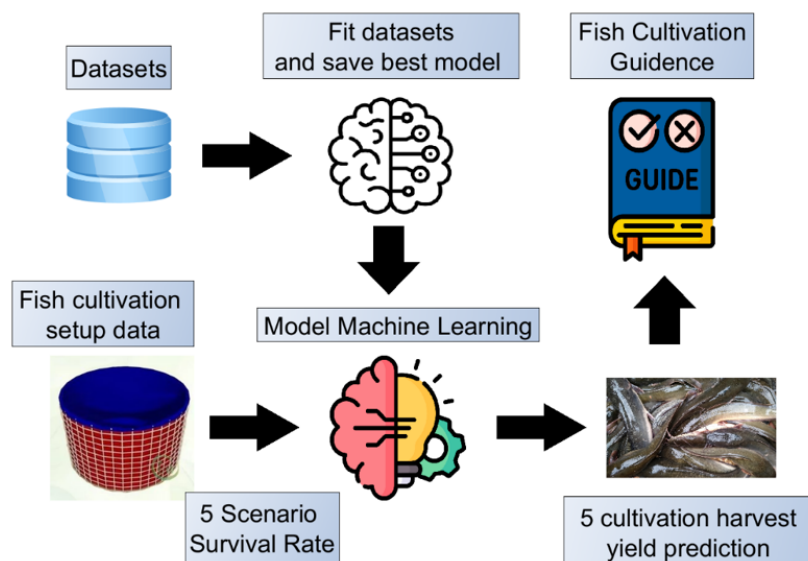 Datasets
Fit datasets
and save best model
Fish Cultivation
Guidence
GUIDE
Fish cultivation
setup data
Model Machine Learning
5 Scenario
Survival Rate
5 cultivation harvest
yield prediction